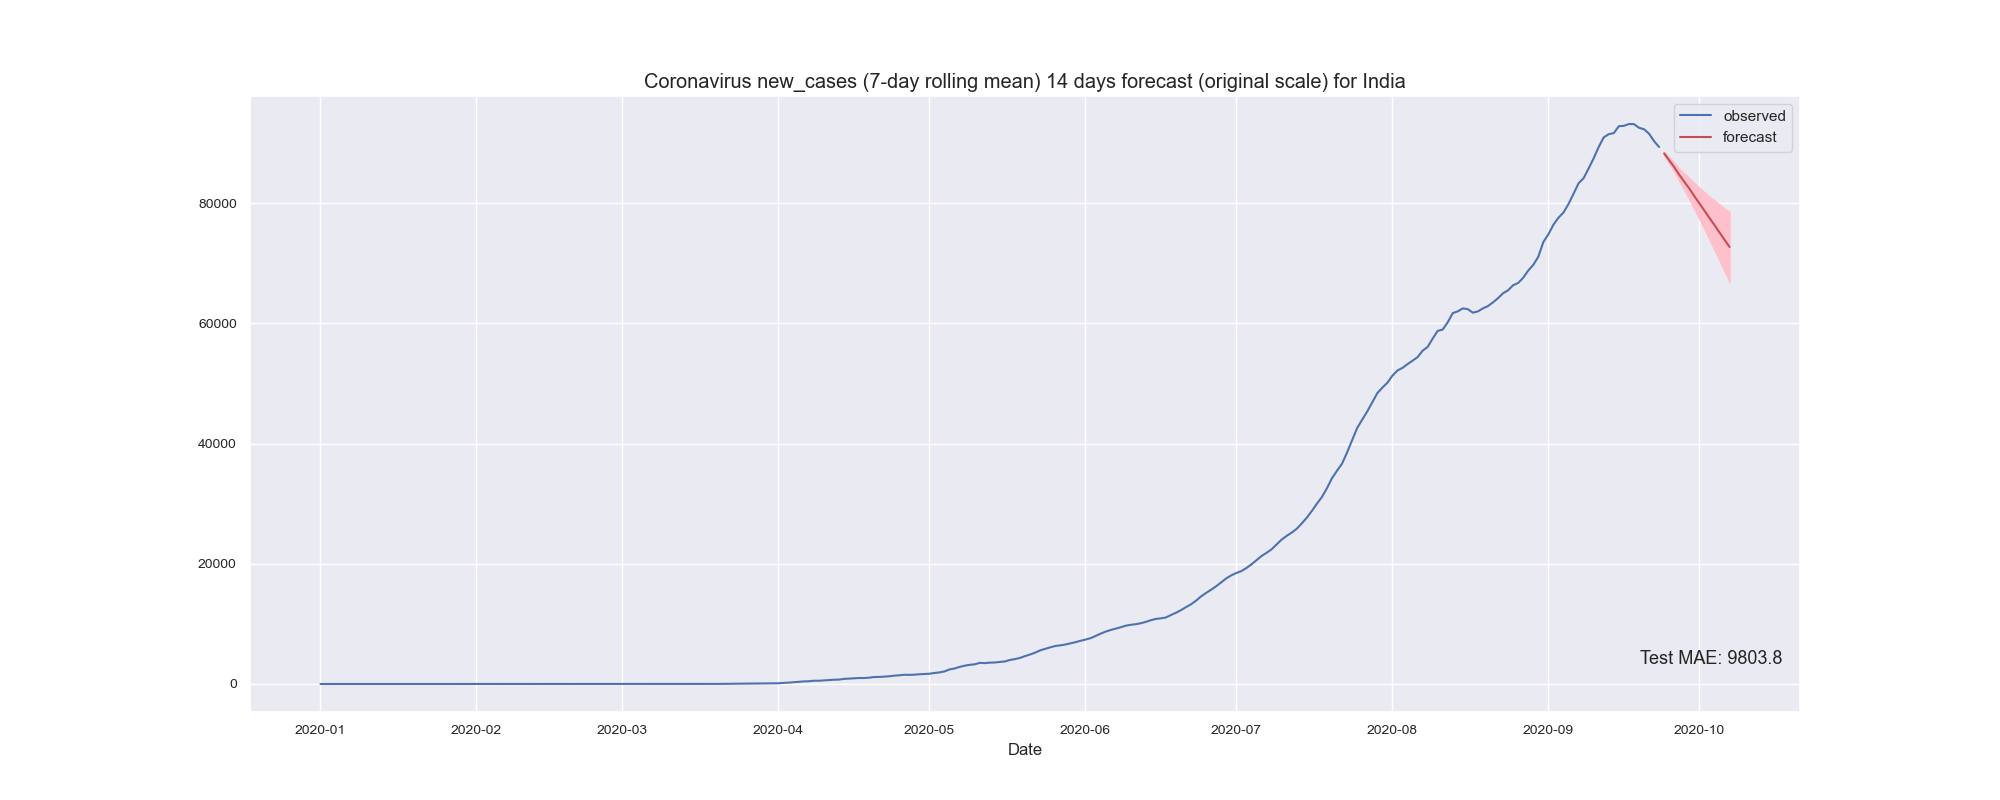 Coronavirus new_cases (7-day rolling mean) 14 days forecast (original scale) for India
observed
forecast
80000
60000
40000
20000
0
Test MAE: 9803.8
2020-01 2020-02 2020-03 2020-04 2020-05 2020-06 2020-07 2020-08 2020-09 2020-10
Date